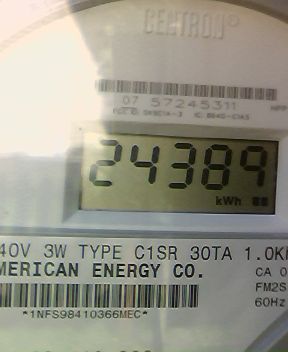 CENTRON®
07 57245311
24389
kWh
40V 3W TYPE C1SR 30TA 1.0K
MERICAN ENERGY CO.
CA 0
FM2S
60Hz
*1NFS98410366MEC*